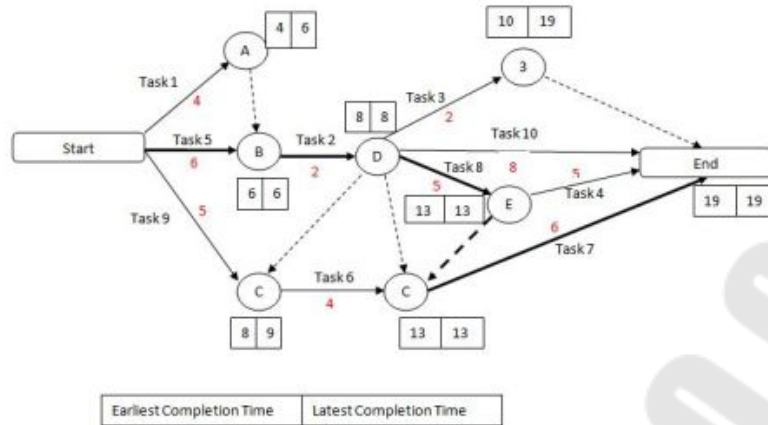 4 6
10 19
A
3
Task 1
4
Task 3
2
8 8
Start
Task 5
6
B
Task 2
2
D
Task 10
End
Task 8
8
5
5
Task 4
6 6
13 13
E
19 19
Task 9
5
6
Task 7
C
Task 6
4
C
8 9
13 13
Earliest Completion Time Latest Completion Time